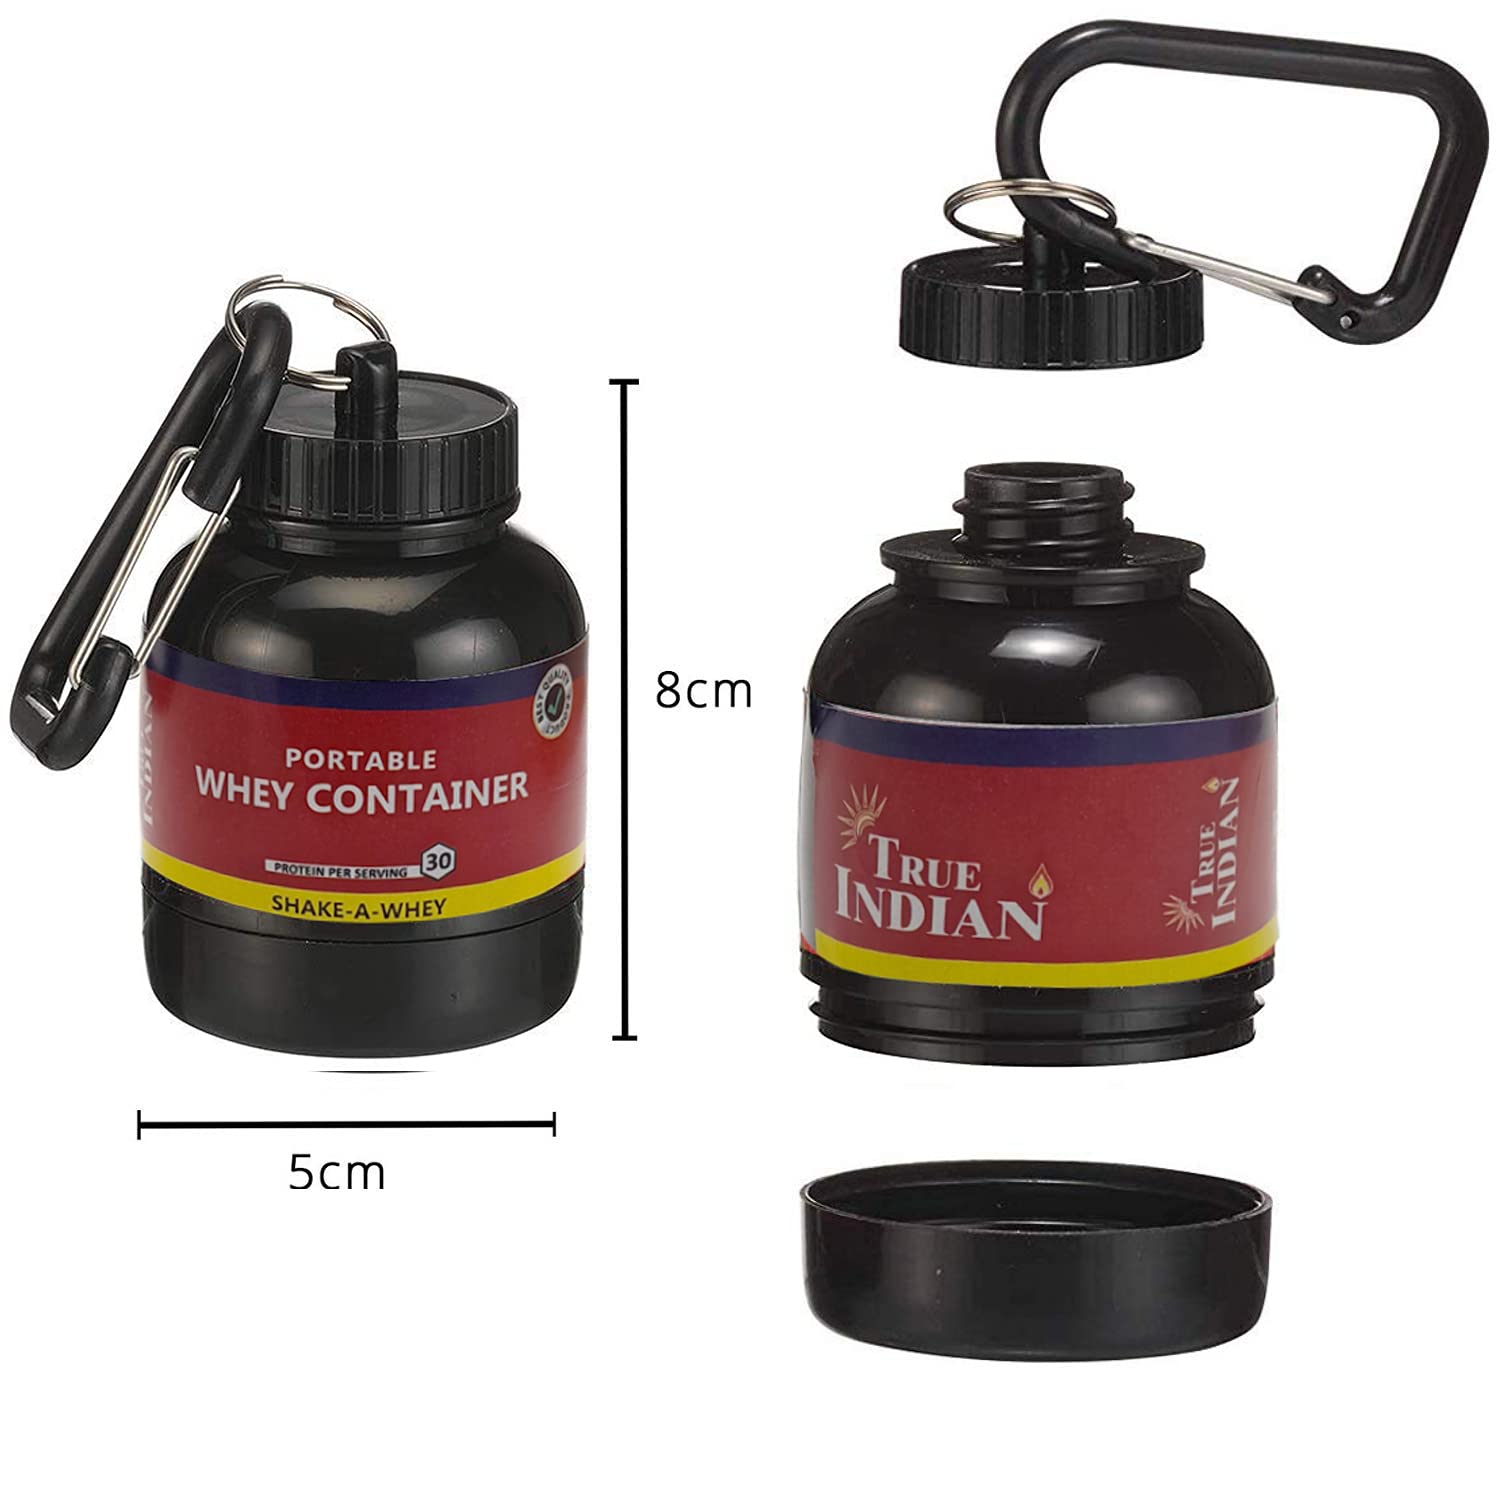 BEST QUALITY PRODUCT
PORTABLE
WHEY CONTAINER
PROTEIN PER SERVING 30
SHAKE-A-WHEY
INDIAN
8cm
5cm
TRUE
INDIAN
TRUE
INDIAN